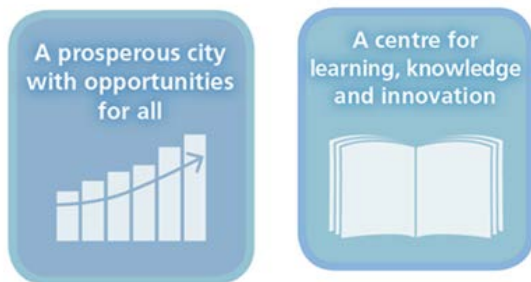 A prosperous city
with opportunities
for all
A centre for
learning, knowledge
and innovation